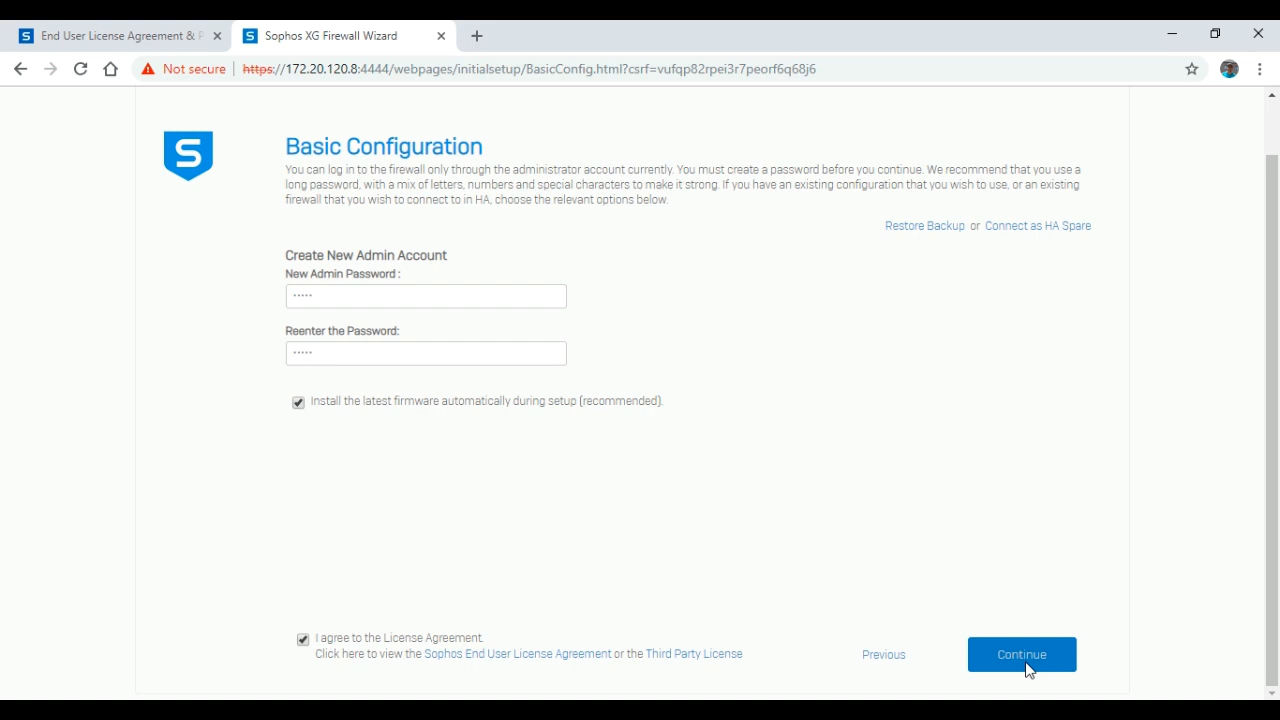 End User License Agreement &
Sophos XG Firewall Wizard
Not secure
https://172.20.120.8:4444/webpages/initialsetup/BasicConfig.html?csrf=vufqp82rpei3r7peorf6q68j6
S
Basic Configuration
You can log in to the firewall only through the administrator account currently. You must create a password before you continue. We recommend that you use a
long password, with a mix of letters, numbers and special characters to make it strong. If you have an existing configuration that you wish to use, or an existing
firewall that you wish to connect to in HA, choose the relevant options below.
Restore Backup or Connect as HA Spare
Create New Admin Account
New Admin Password :
•••••
Reenter the Password:
•••••
Install the latest firmware automatically during setup (recommended).
I agree to the License Agreement.
Click here to view the Sophos End User License Agreement or the Third Party License
Previous
Continue